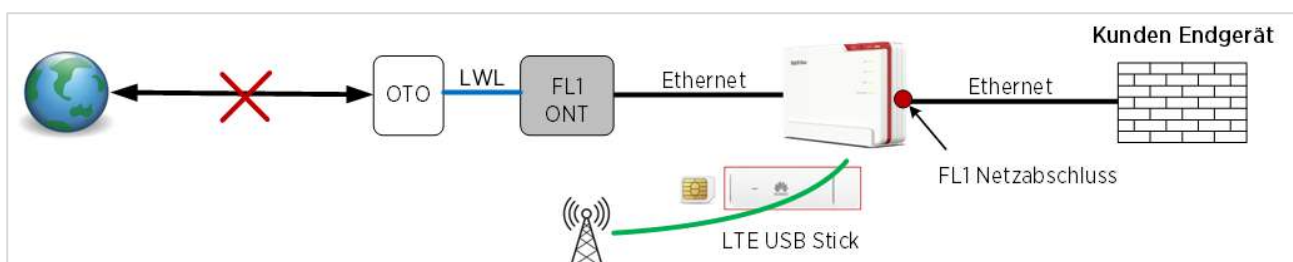 Kunden Endgerät
LWL
Ethernet
Ethernet
OTO
FL1
ONT
FL1 Netzabschluss
LTE USB Stick